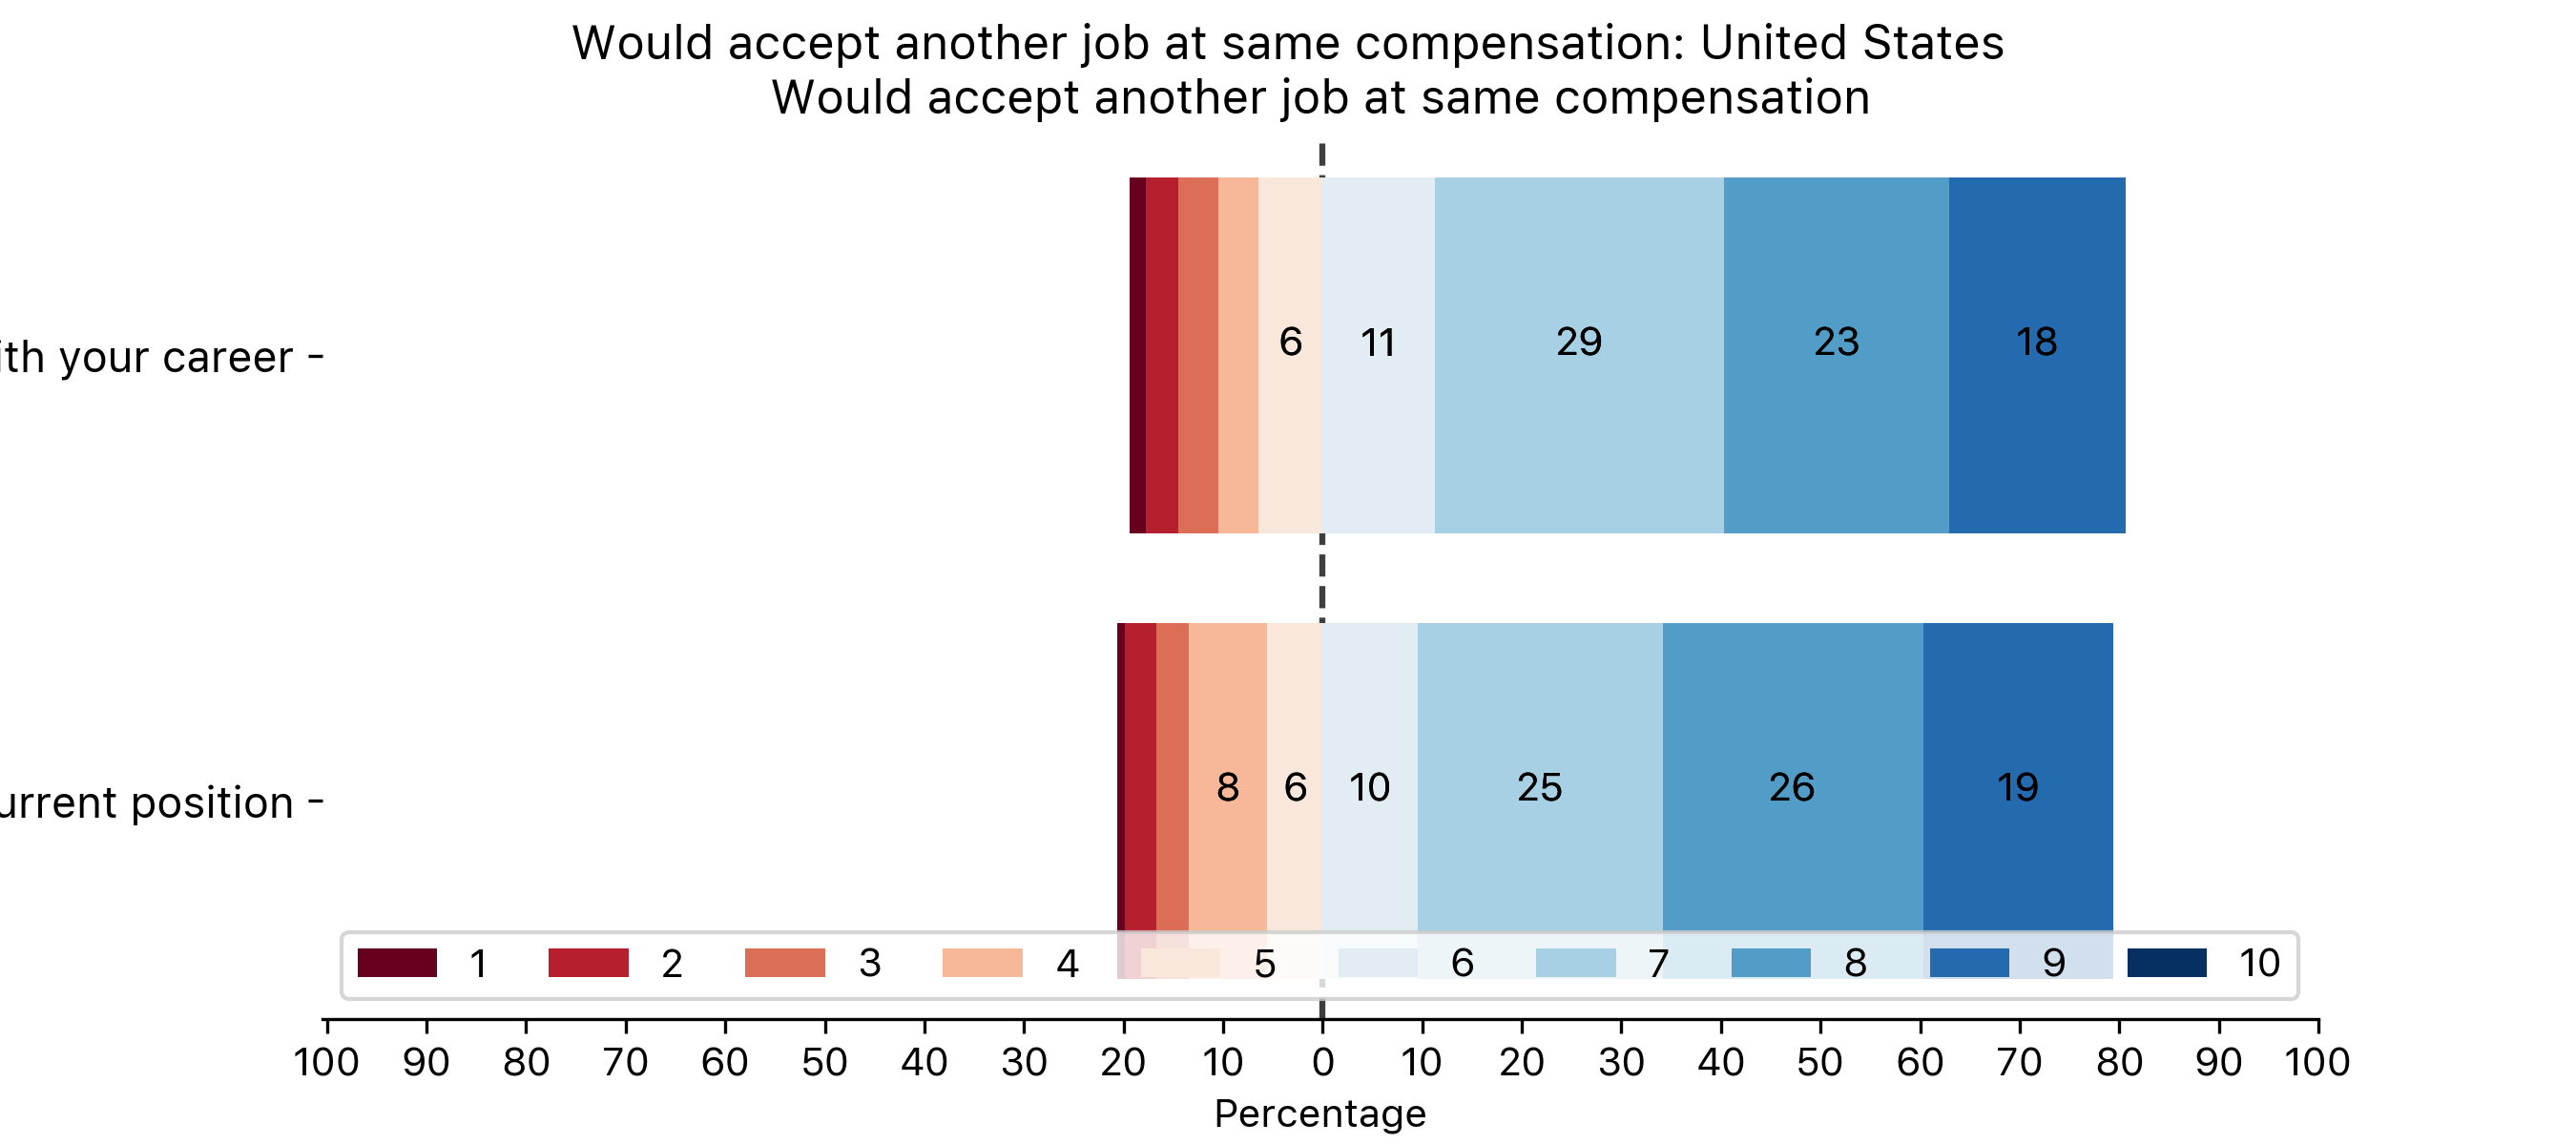 Would accept another job at same compensation: United States
Would accept another job at same compensation
with your career -
6 11 29 23 18
current position -
8 6 10 25 26 19
1 2 3 4 5 6 7 8 9 10
100 90 80 70 60 50 40 30 20 10 0 10 20 30 40 50 60 70 80 90 100
Percentage